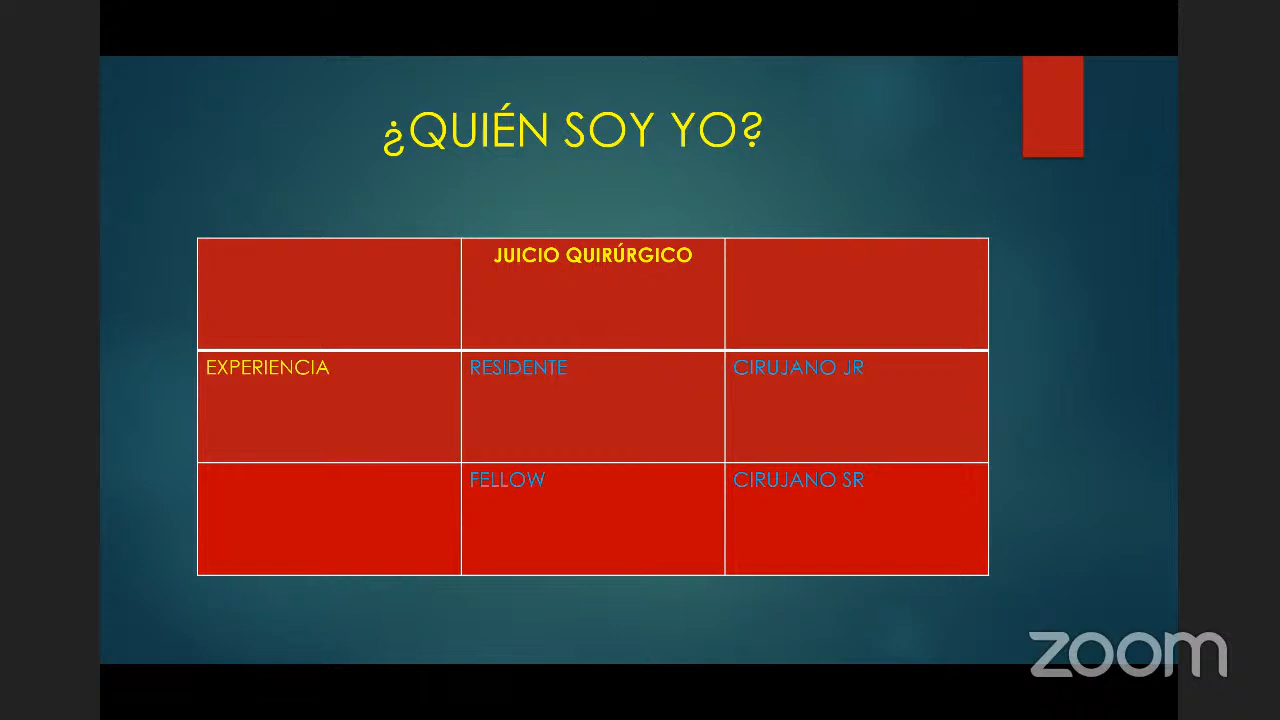 ¿QUIÉN SOY YO?
JUICIO QUIRÚRGICO
EXPERIENCIA
RESIDENTE
CIRUJANO JR
FELLOW
CIRUJANO SR
zoom